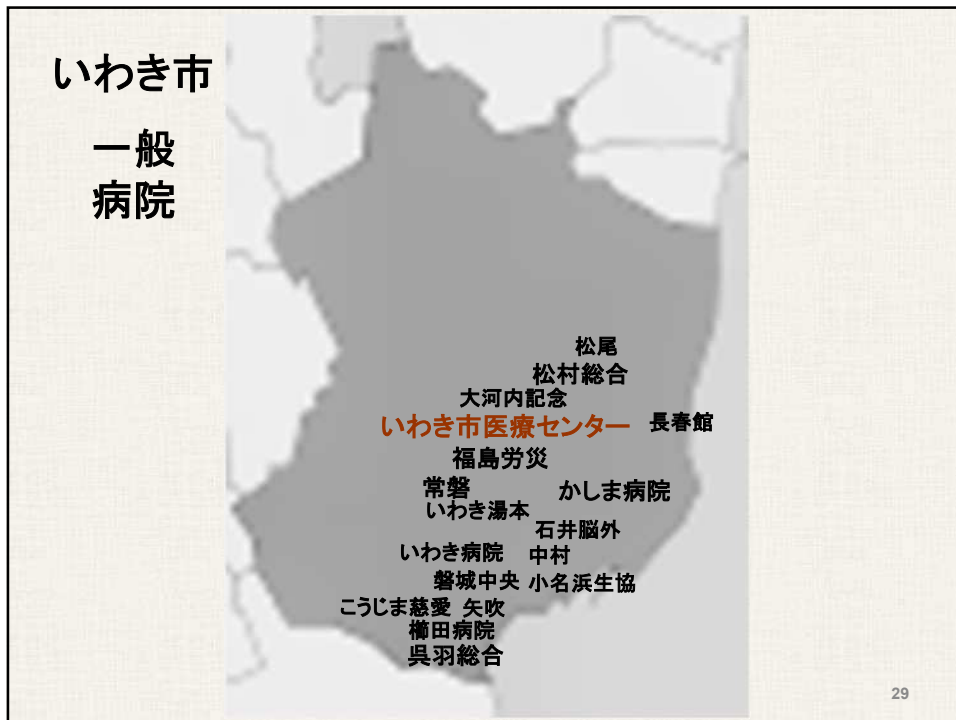 いわき市
一般
病院
松尾
松村総合
大河内記念
いわき市医療センター
長春館
福島労災
常磐
かしま病院
いわき湯本
石井脳外
いわき病院
中村
磐城中央
小名浜生協
こうじま慈愛
矢吹
櫛田病院
呉羽総合
29